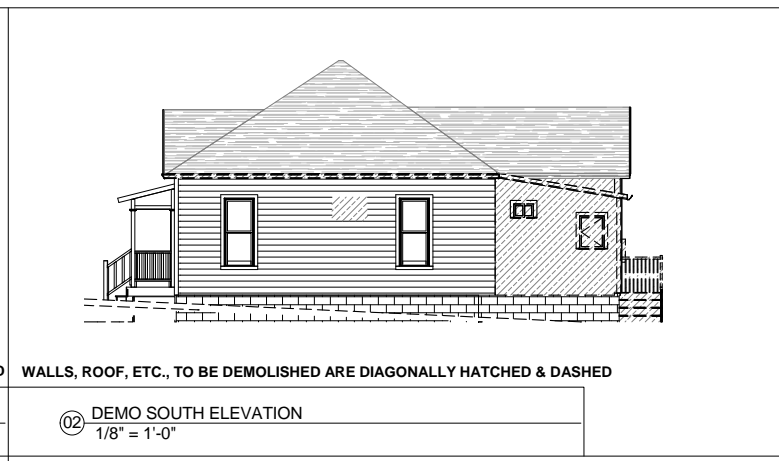 D
WALLS, ROOF, ETC., TO BE DEMOLISHED ARE DIAGONALLY HATCHED & DASHED
02
DEMO SOUTH ELEVATION
1/8" = 1'-0"